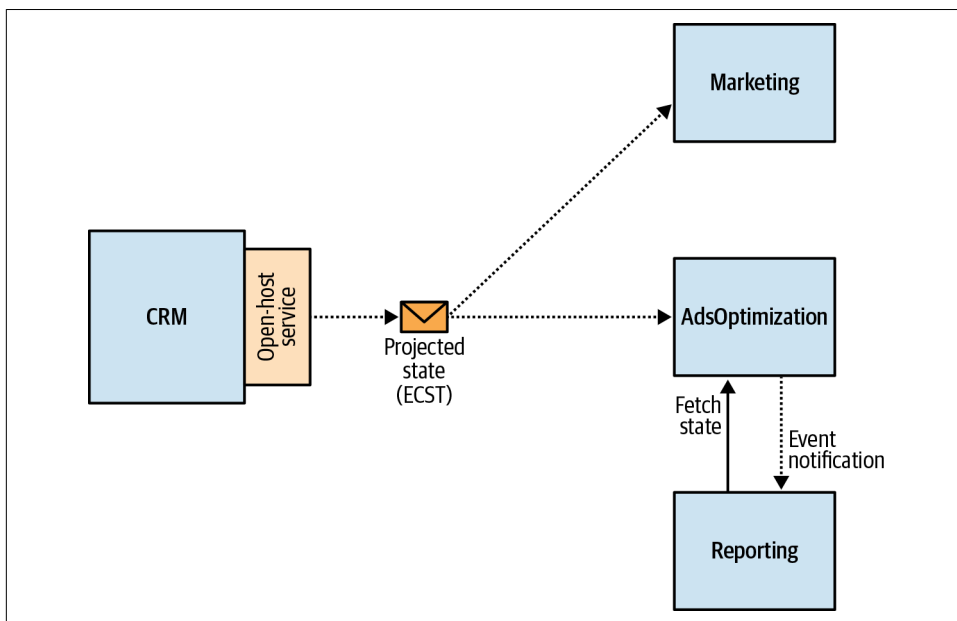 Marketing
CRM
Open-host
service
Projected
state
(ECST)
AdsOptimization
Fetch
state
Event
notification
Reporting